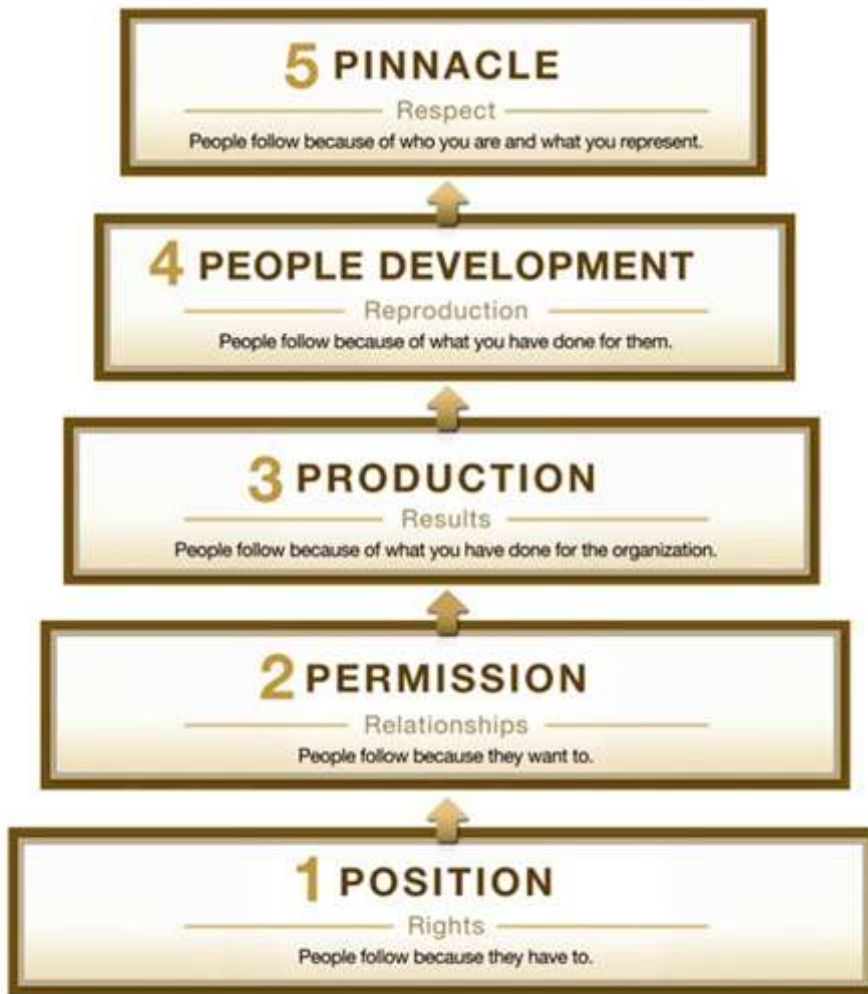 5 PINNACLE
Respect
People follow because of who you are and what you represent.
4 PEOPLE DEVELOPMENT
Reproduction
People follow because of what you have done for them.
3 PRODUCTION
Results
People follow because of what you have done for the organization.
2 PERMISSION
Relationships
People follow because they want to.
1 POSITION
Rights
People follow because they have to.